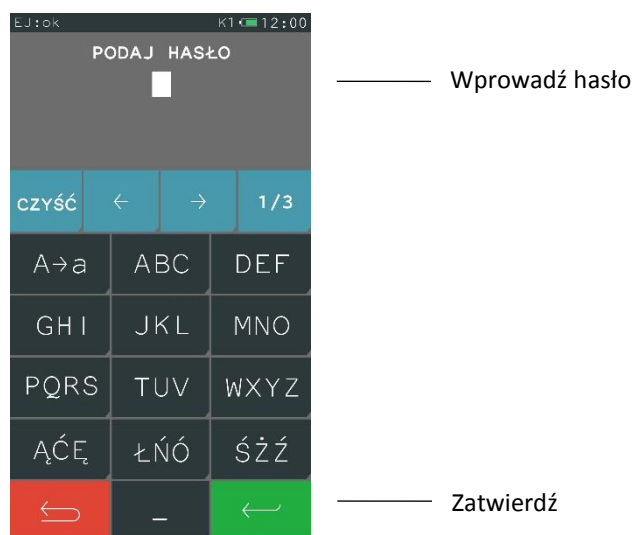 EJ:ok K1 12:00
PODAJ HASŁO
Wprowadź hasło
CZYŚĆ ← → 1/3
A→a ABC DEF
GHI JKL MNO
PQRS TUV WXYZ
ĄĆĘ ŁŃÓ ŚŻŹ
_
Zatwierdź